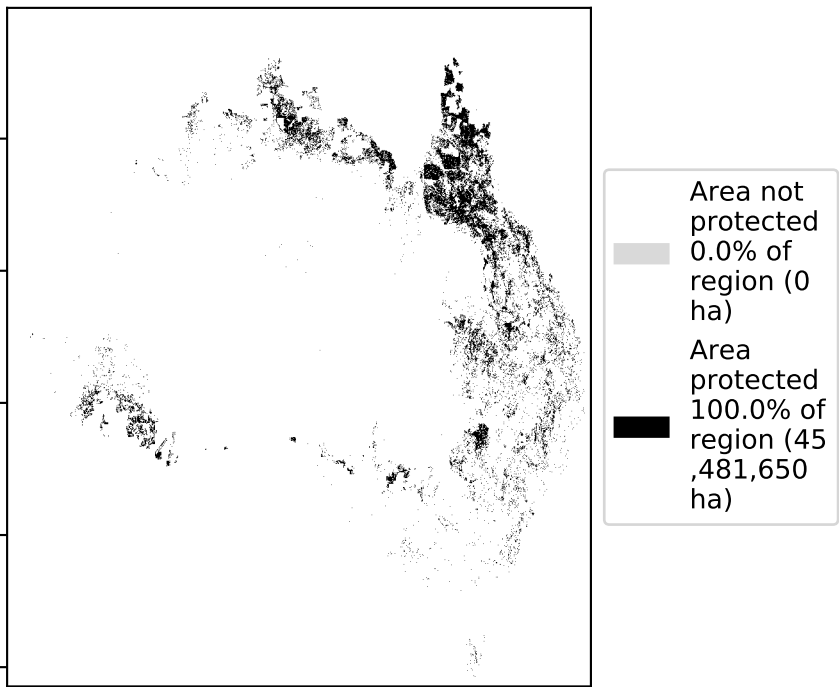 Area not
protected
0.0% of
region (0
ha)
Area
protected
100.0% of
region (45
,481,650
ha)